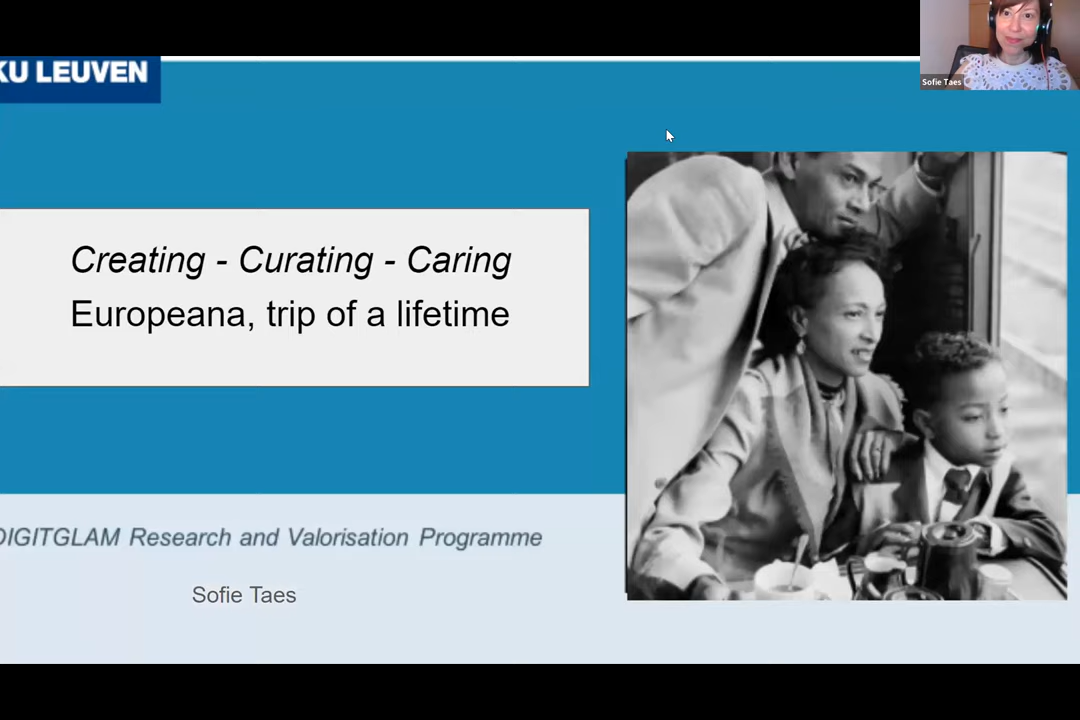 KU LEUVEN
Sofie Taes
Creating - Curating - Caring
Europeana, trip of a lifetime
DIGITGLAM Research and Valorisation Programme
Sofie Taes